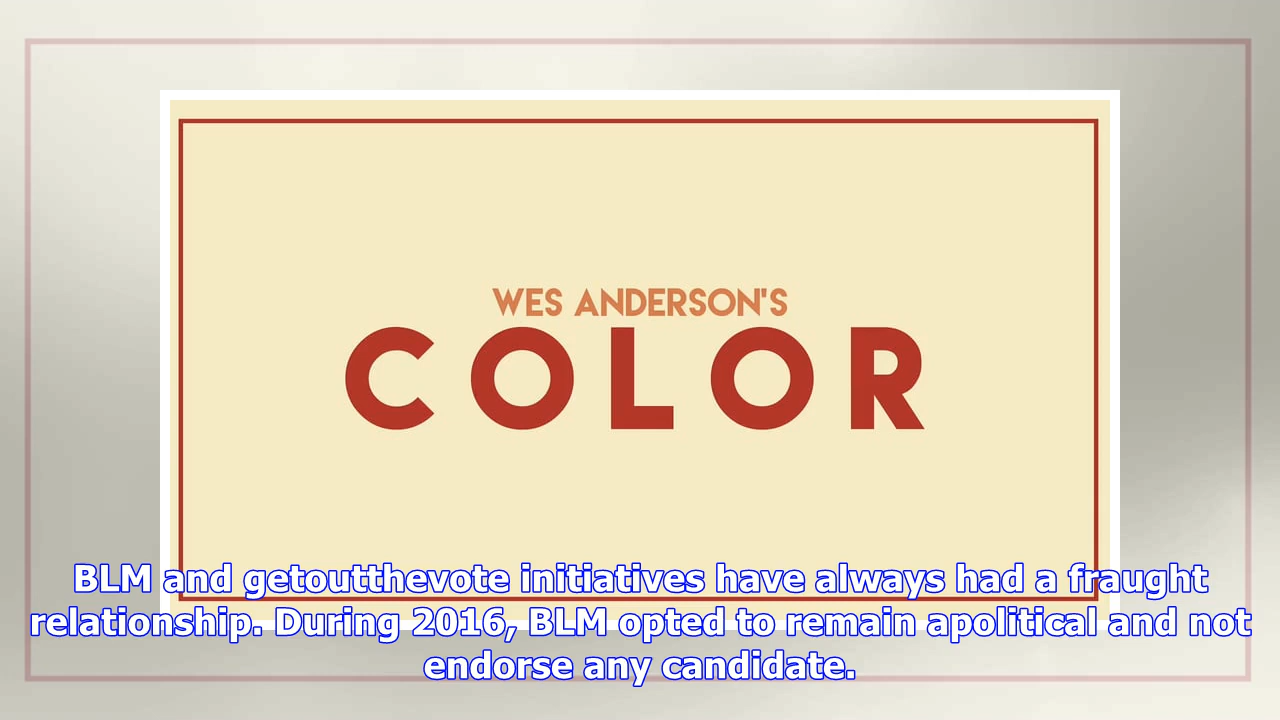 WES ANDERSON'S
COLOR
BLM and getoutthevote initiatives have always had a fraught
relationship. During 2016, BLM opted to remain apolitical and not
endorse any candidate.